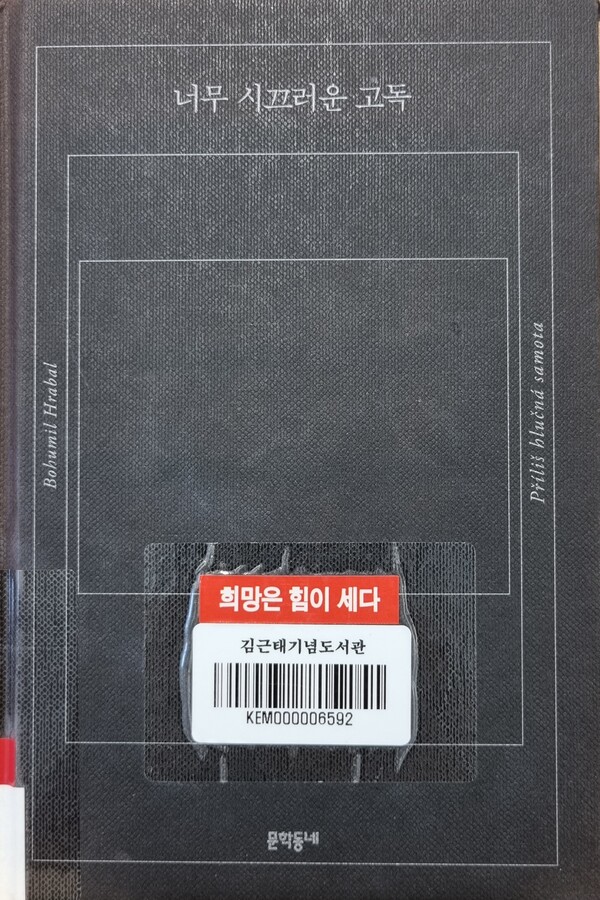 너무 시끄러운 고독
Bohumil Hrabal
Příliš hlučná samota
희망은 힘이 세다
김근태기념도서관
KEM000006592
문학동네